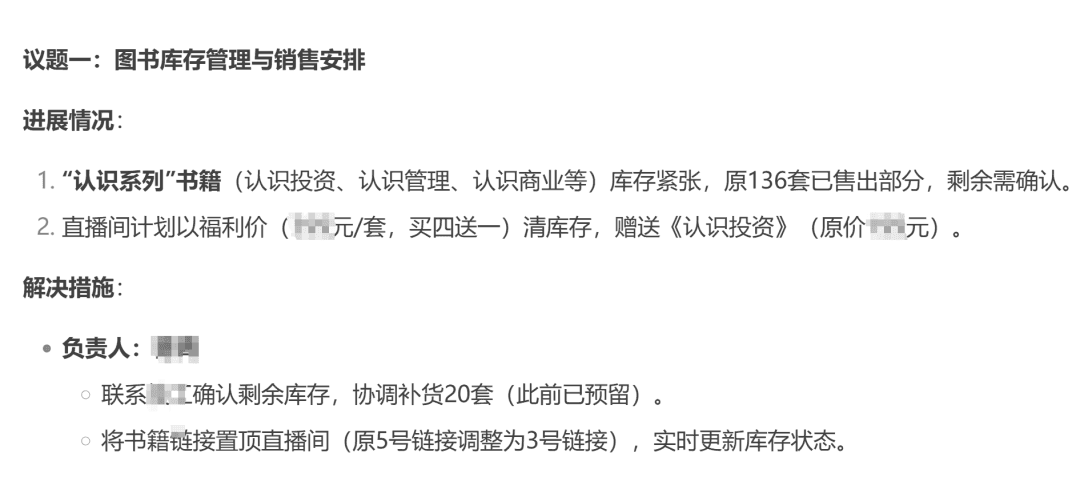 议题一：图书库存管理与销售安排
进展情况：
1. “认识系列”书籍（认识投资、认识管理、认识商业等）库存紧张，原136套已售出部分，剩余需确认。
2. 直播间计划以福利价（元/套，买四送一）清库存，赠送《认识投资》（原价元）。
解决措施：
• 负责人：
○ 联系工确认剩余库存，协调补货20套（此前已预留）。
○ 将书籍链接置顶直播间（原5号链接调整为3号链接），实时更新库存状态。